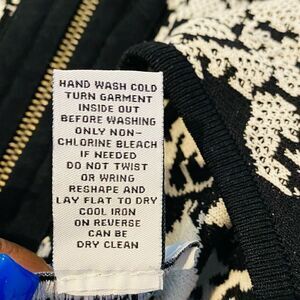 HAND WASH COLD
TURN GARMENT
INSIDE OUT
BEFORE WASHING
ONLY NON-
CHLORINE BLEACH
IF NEEDED
DO NOT TWIST
OR WRING
RESHAPE AND
LAY FLAT TO DRY
COOL IRON
ON REVERSE
CAN BE
DRY CLEAN